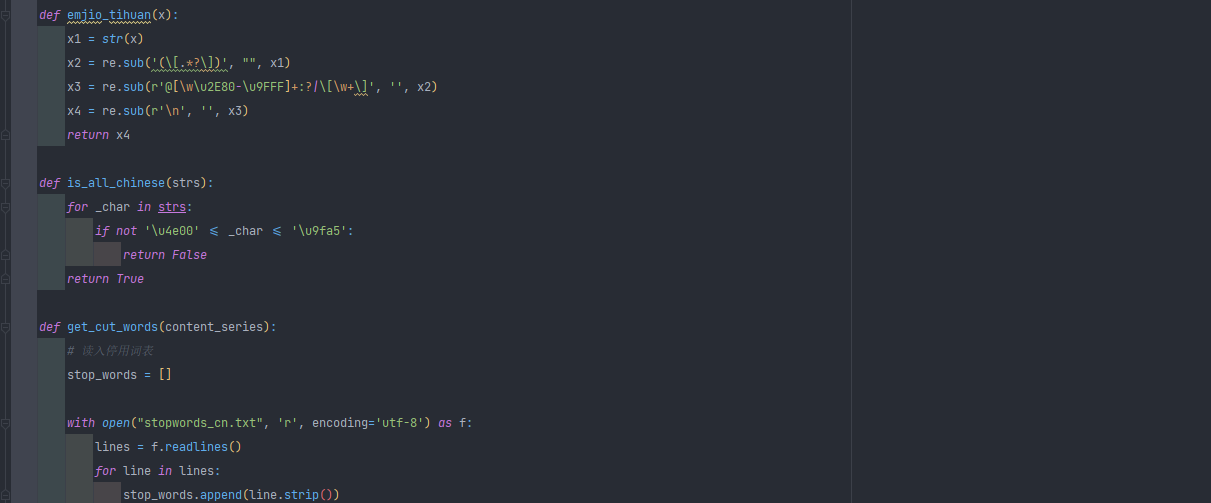 def emjio_tihuan(x):
x1 = str(x)
x2 = re.sub('(\[.*?\])', "", x1)
x3 = re.sub(r'@[\w\u2E80-\u9FFF]+:?|\[\w+\]', '', x2)
x4 = re.sub(r'\n', '', x3)
return x4
def is_all_chinese(strs):
for _char in strs:
if not '\u4e00' <= _char <= '\u9fa5':
return False
return True
def get_cut_words(content_series):
# 读入停用词表
stop_words = []
with open("stopwords_cn.txt", 'r', encoding='utf-8') as f:
lines = f.readlines()
for line in lines:
stop_words.append(line.strip())